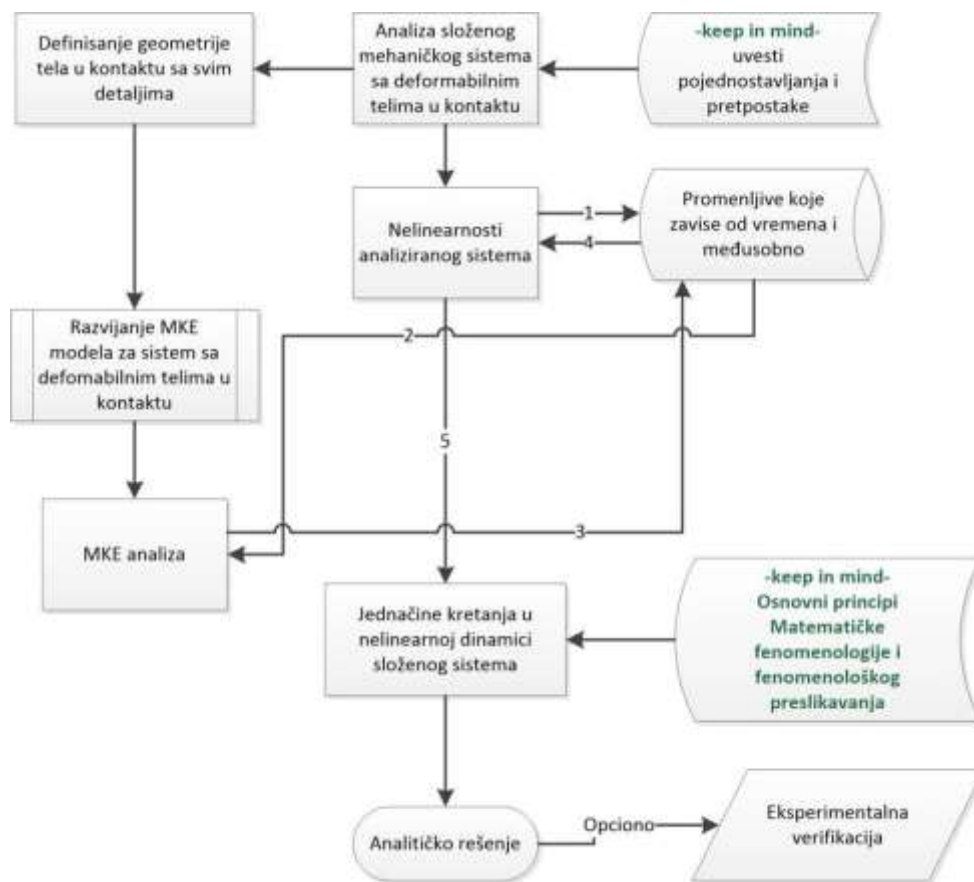 Definisanje geometrije
tela u kontaktu sa svim
detaljima
Analiza složenog
mehaničkog sistema
sa deformabilnim
telima u kontaktu
-keep in mind-
uvesti
pojednostavljanja i
pretpostake
Nelinearnosti
analiziranog sistema
1
4
Promenljive koje
zavise od vremena i
međusobno
Razvijanje MKE
modela za sistem sa
defomabilnim telima u
kontaktu
2
5
MKE analiza
3
Jednačine kretanja u
nelinearnoj dinamici
složenog sistema
-keep in mind-
Osnovni principi
Matematičke
fenomenologije i
fenomenološkog
preslikavanja
Analitičko rešenje
Opciono
Eksperimentalna
verifikacija